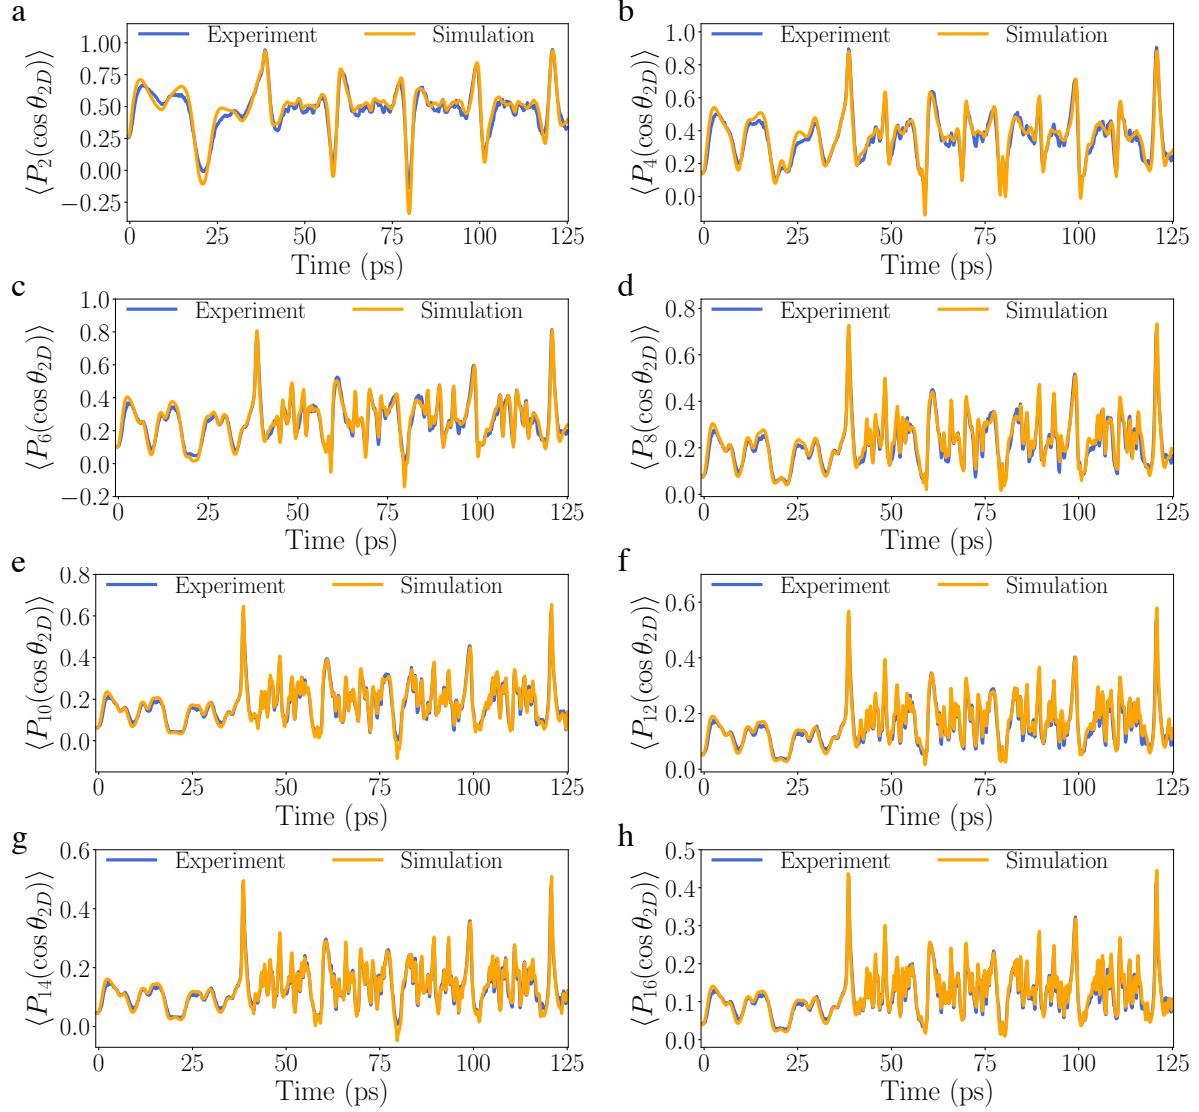 a
Experiment
Simulation
1.00
0.75
0.50
0.25
0.00
−0.25
⟨P₂(cos θ₂D)⟩
0 25 50 75 100 125
Time (ps)
b
Experiment
Simulation
1.0
0.8
0.6
0.4
0.2
0.0
⟨P₄(cos θ₂D)⟩
0 25 50 75 100 125
Time (ps)
c
Experiment
Simulation
1.0
0.8
0.6
0.4
0.2
0.0
−0.2
⟨P₆(cos θ₂D)⟩
0 25 50 75 100 125
Time (ps)
d
Experiment
Simulation
0.8
0.6
0.4
0.2
0.0
⟨P₈(cos θ₂D)⟩
0 25 50 75 100 125
Time (ps)
e
Experiment
Simulation
0.8
0.6
0.4
0.2
0.0
⟨P₁₀(cos θ₂D)⟩
0 25 50 75 100 125
Time (ps)
f
Experiment
Simulation
0.6
0.4
0.2
0.0
⟨P₁₂(cos θ₂D)⟩
0 25 50 75 100 125
Time (ps)
g
Experiment
Simulation
0.6
0.4
0.2
0.0
⟨P₁₄(cos θ₂D)⟩
0 25 50 75 100 125
Time (ps)
h
Experiment
Simulation
0.5
0.4
0.3
0.2
0.1
0.0
⟨P₁₆(cos θ₂D)⟩
0 25 50 75 100 125
Time (ps)